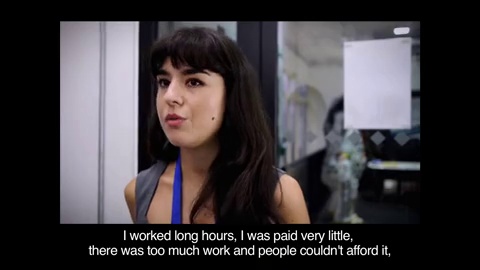 I worked long hours, I was paid very little,
there was too much work and people couldn't afford it,